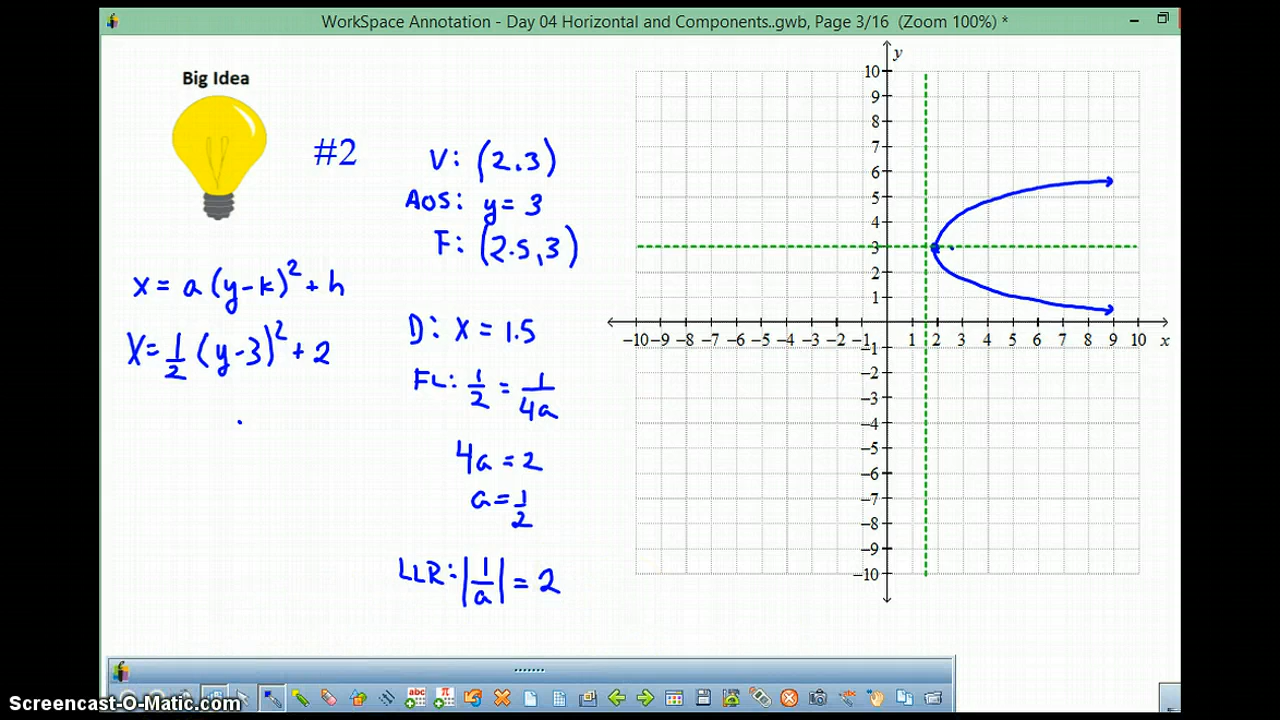 WorkSpace Annotation - Day 04 Horizontal and Components..gwb, Page 3/16 (Zoom 100%) *
Big Idea
#2
V: (2.3)
AOS: y = 3
F: (2.5,3)
x = a (y-k)² + h
X = 1/2 (y-3)² + 2
D: X = 1.5
FL: 1/2 = 1/4a
4a = 2
a = 1/2
LLR: |1/a| = 2
y
10
9
8
7
6
5
4
3
2
1
−10 −9 −8 −7 −6 −5 −4 −3 −2 −1 1 2 3 4 5 6 7 8 9 10 x
−1
−2
−3
−4
−5
−6
−7
−8
−9
−10
abc
π
Screencast-O-Matic.com